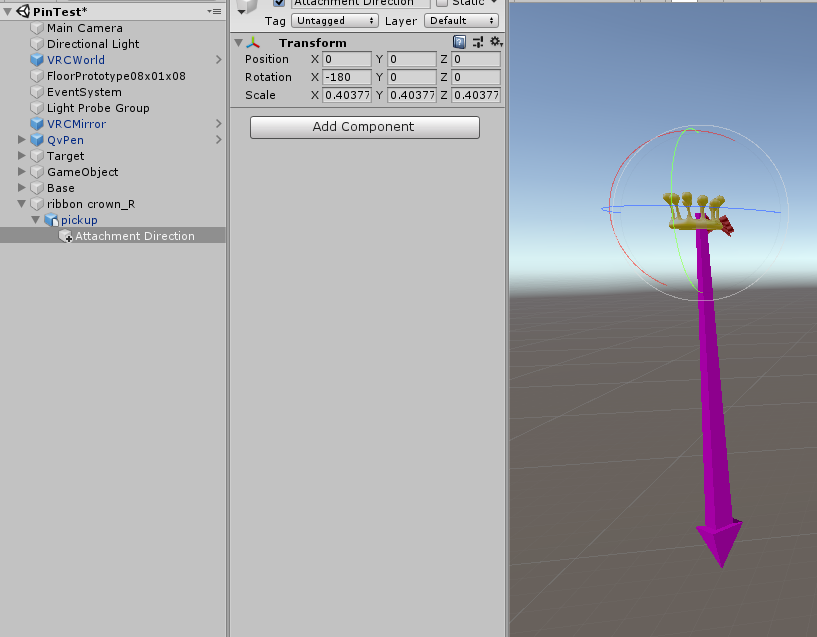 PinTest*
Main Camera
Directional Light
VRCWorld
FloorPrototype08x01x08
EventSystem
Light Probe Group
VRCMirror
QvPen
Target
GameObject
Base
ribbon crown_R
pickup
Attachment Direction
Attachment Direction Static
Tag Untagged Layer Default
Transform
Position X 0 Y 0 Z 0
Rotation X -180 Y 0 Z 0
Scale X 0.40377 Y 0.40377 Z 0.40377
Add Component